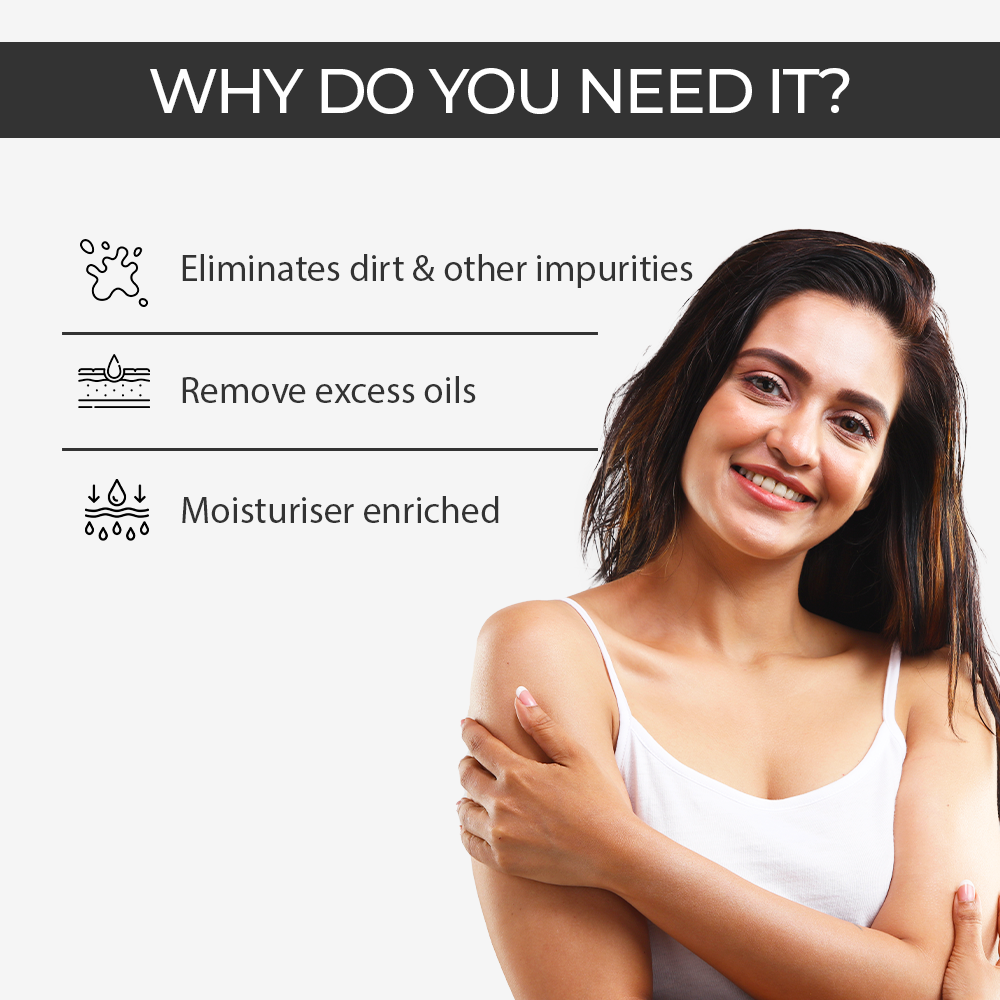 WHY DO YOU NEED IT?
Eliminates dirt & other impurities
Remove excess oils
Moisturiser enriched